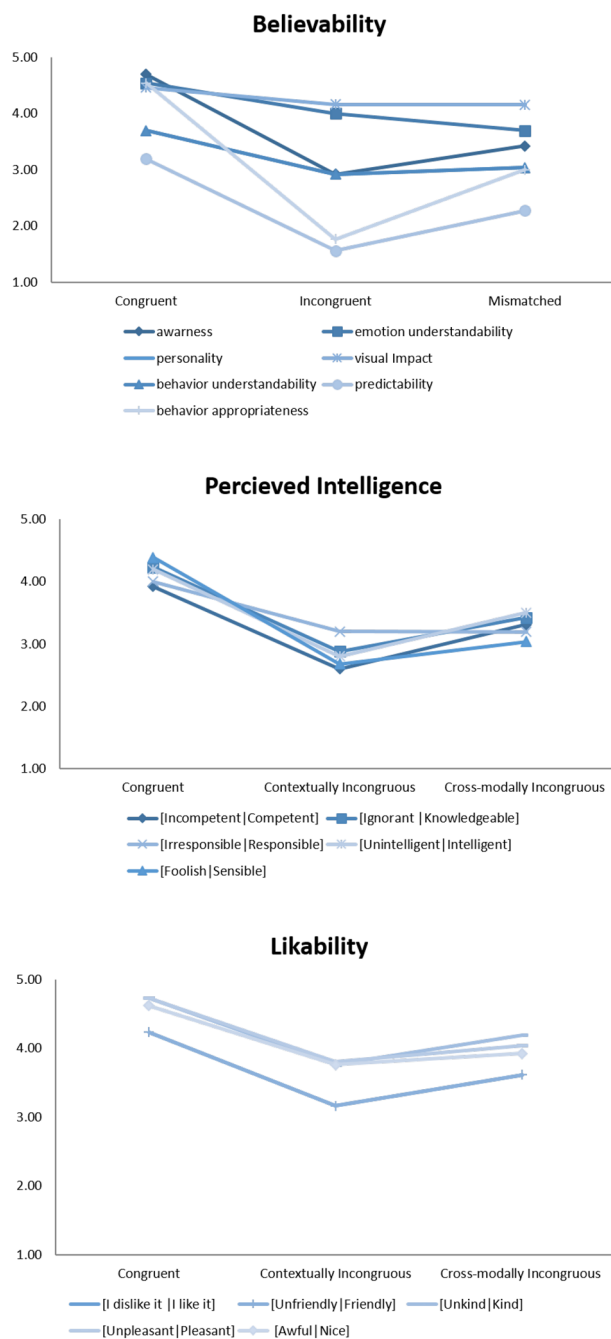 Believability
5.00
4.00
3.00
2.00
1.00
Congruent Incongruent Mismatched
awarness emotion understandability
personality visual Impact
behavior understandability predictability
behavior appropriateness
Percieved Intelligence
5.00
4.00
3.00
2.00
1.00
Congruent Contextually Incongruous Cross-modally Incongruous
[Incompetent|Competent] [Ignorant |Knowledgeable]
[Irresponsible|Responsible] [Unintelligent|Intelligent]
[Foolish|Sensible]
Likability
5.00
4.00
3.00
2.00
1.00
Congruent Contextually Incongruous Cross-modally Incongruous
[I dislike it |I like it] [Unfriendly|Friendly] [Unkind|Kind]
[Unpleasant|Pleasant] [Awful|Nice]